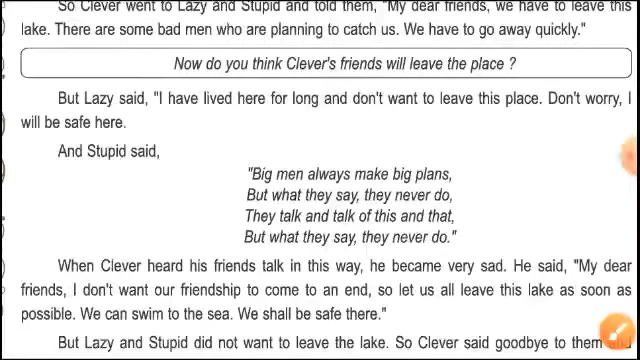 So Clever went to Lazy and Stupid and told them, "My dear friends, we have to leave this
lake. There are some bad men who are planning to catch us. We have to go away quickly."
Now do you think Clever's friends will leave the place ?
But Lazy said, "I have lived here for long and don't want to leave this place. Don't worry, I
will be safe here.
And Stupid said,
"Big men always make big plans,
But what they say, they never do,
They talk and talk of this and that,
But what they say, they never do."
When Clever heard his friends talk in this way, he became very sad. He said, "My dear
friends, I don't want our friendship to come to an end, so let us all leave this lake as soon as
possible. We can swim to the sea. We shall be safe there."
But Lazy and Stupid did not want to leave the lake. So Clever said goodbye to them and